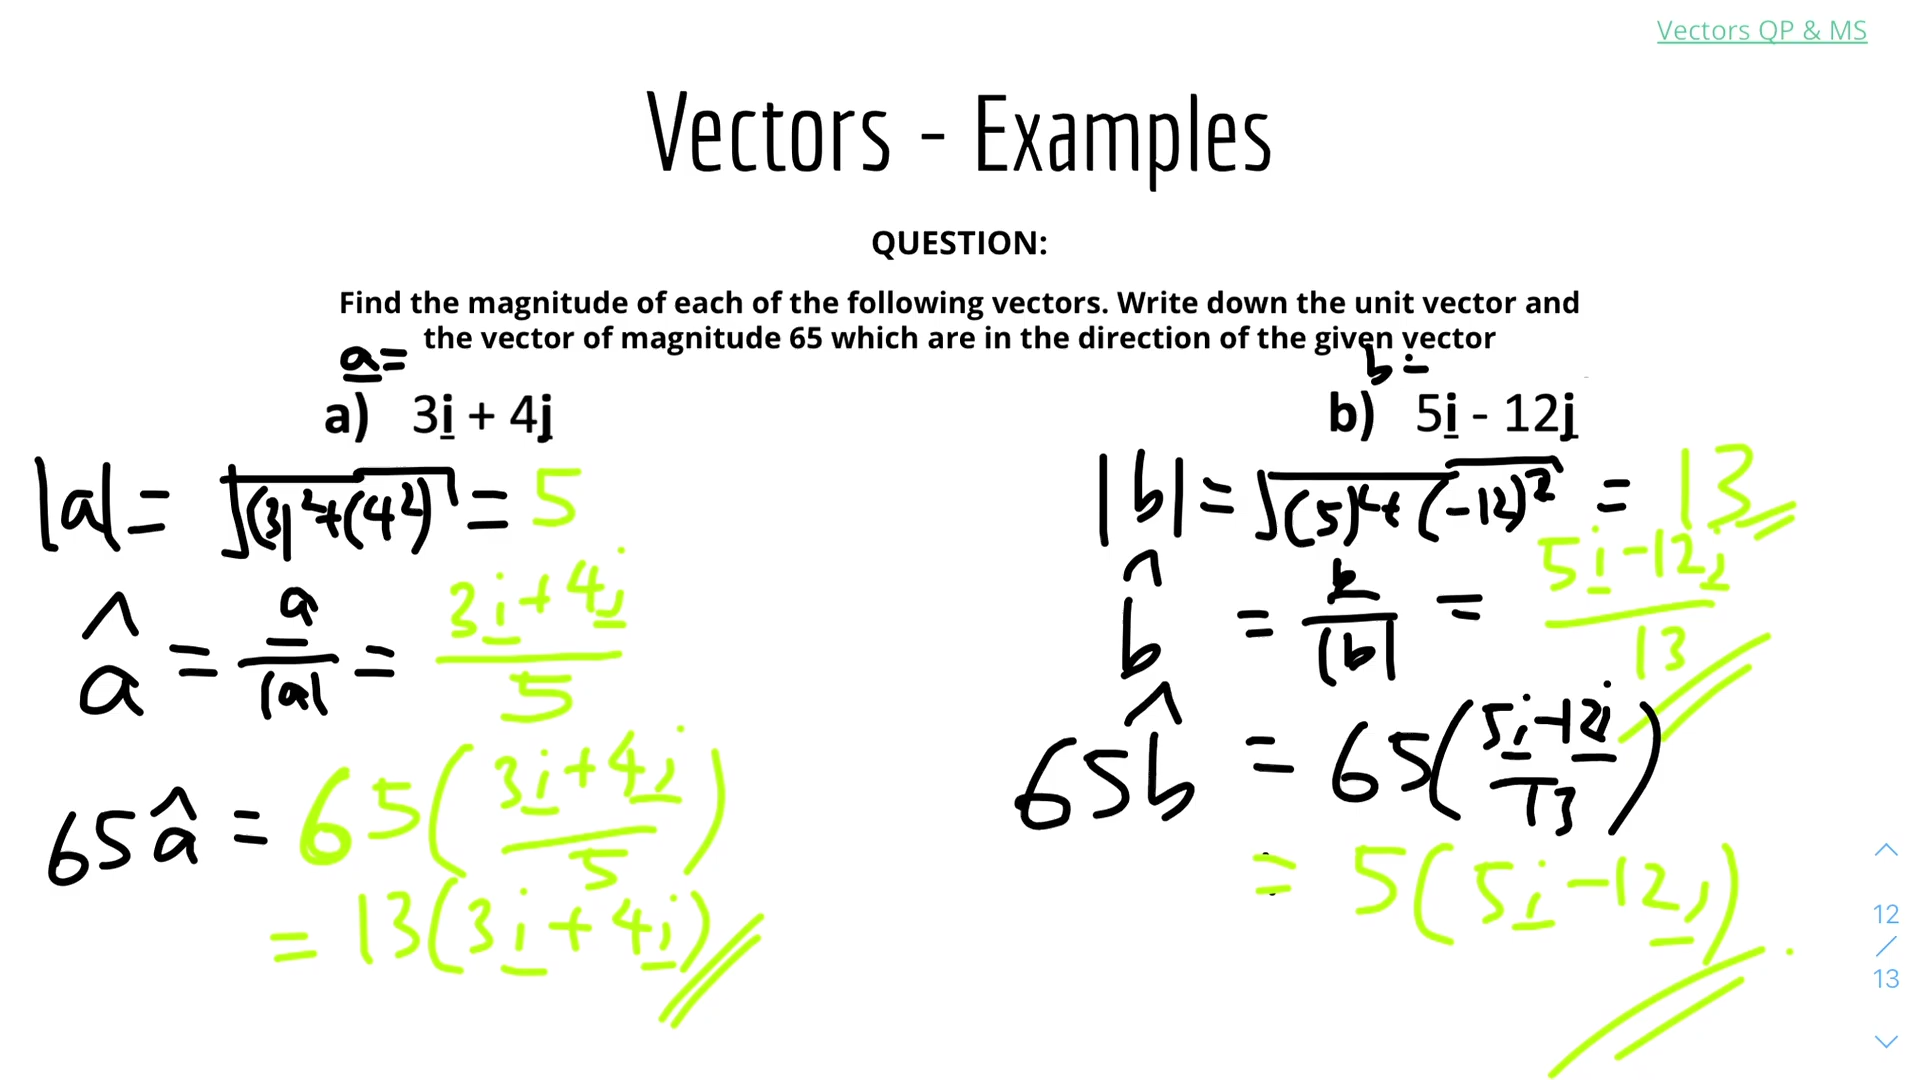 Vectors QP & MS
Vectors - Examples
QUESTION:
Find the magnitude of each of the following vectors. Write down the unit vector and
the vector of magnitude 65 which are in the direction of the given vector
a=
a) 3i + 4j
|a| = √(3)²+(4²) = 5
â = a/|a| = 3i+4j/5
65â = 65(3i+4j/5)
= 13(3i+4j)
b=
b) 5i - 12j
|b| = √(5)²+(-12)² = 13
b̂ = b/|b| = 5i-12j/13
65b̂ = 65(5i-12j/13)
= 5(5i-12j)
12
/
13